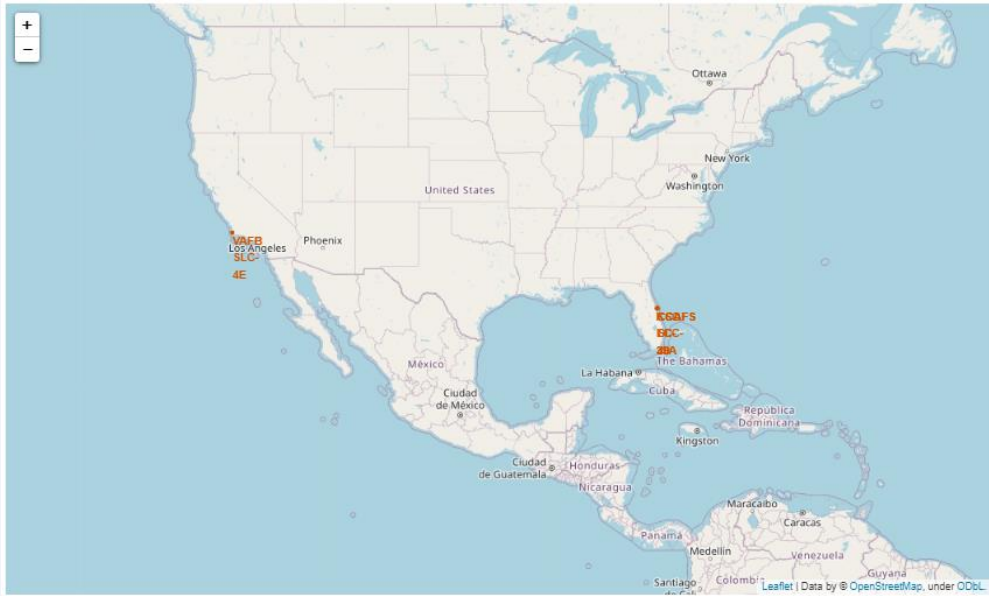 +
−
Ottawa
New York
Washington
United States
VAFB
Los Angeles
Phoenix
SLC-
4E
México
La Habana
The Bahamas
Cuba
Ciudad
de México
República
Dominicana
Kingston
Ciudad
de Guatemala
Honduras
Nicaragua
Maracaibo
Caracas
Panamá
Medellín
Venezuela
Guyana
Santiago
Leaflet | Data by © OpenStreetMap, under ODbL.